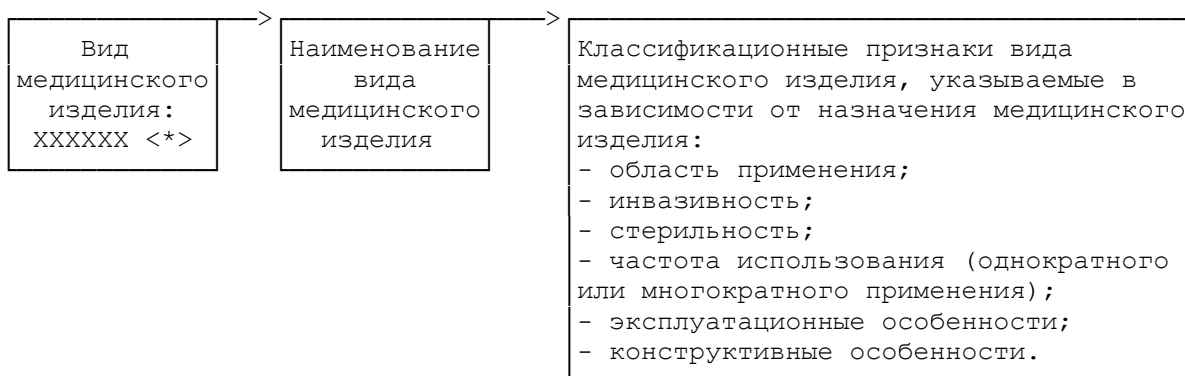 Вид
медицинского
изделия:
XXXXXX <*>
Наименование
вида
медицинского
изделия
Классификационные признаки вида
медицинского изделия, указываемые в
зависимости от назначения медицинского
изделия:
- область применения;
- инвазивность;
- стерильность;
- частота использования (однократного
или многократного применения);
- эксплуатационные особенности;
- конструктивные особенности.